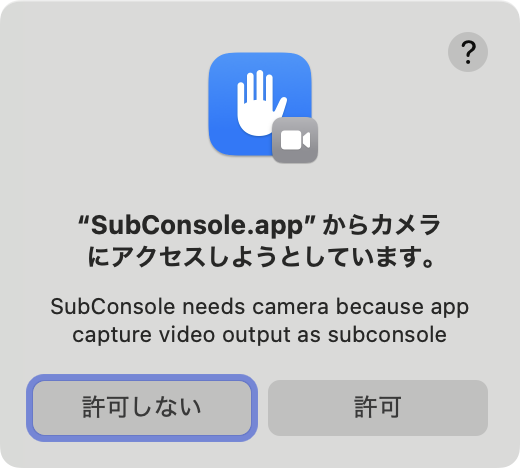 ?
“SubConsole.app” からカメラ
にアクセスしようとしています。
SubConsole needs camera because app
capture video output as subconsole
許可しない
許可